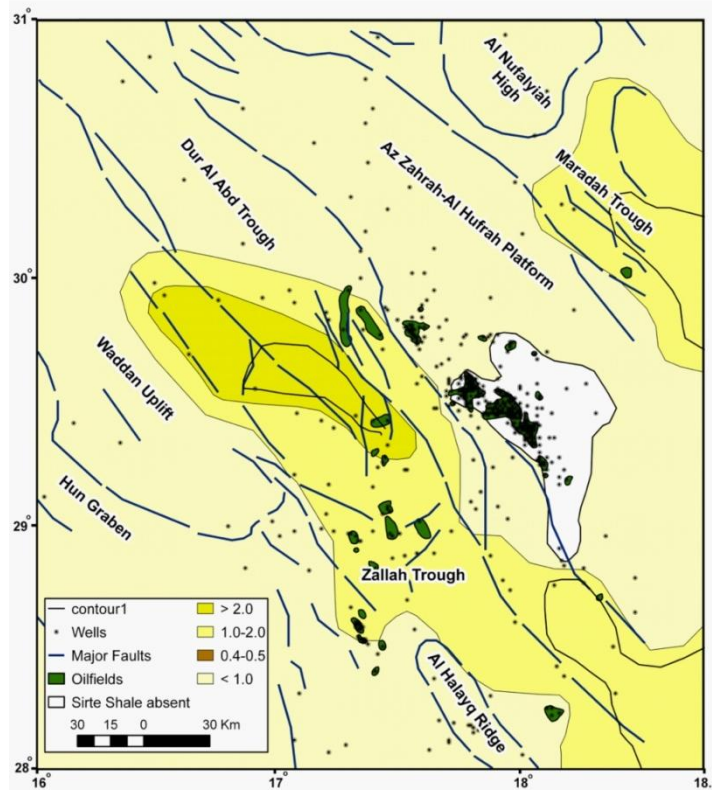 31°
30°
29°
28°
16°
17°
18°
18.
Al Nufalyiah
High
Maradah Trough
Az Zahrah-Al Hufrah Platform
Dur Al Abd Trough
Waddan Uplift
Hun Graben
Zallah Trough
Al Halayq Ridge
contour1
Wells
Major Faults
Oilfields
Sirte Shale absent
> 2.0
1.0-2.0
0.4-0.5
< 1.0
30 15 0 30 Km